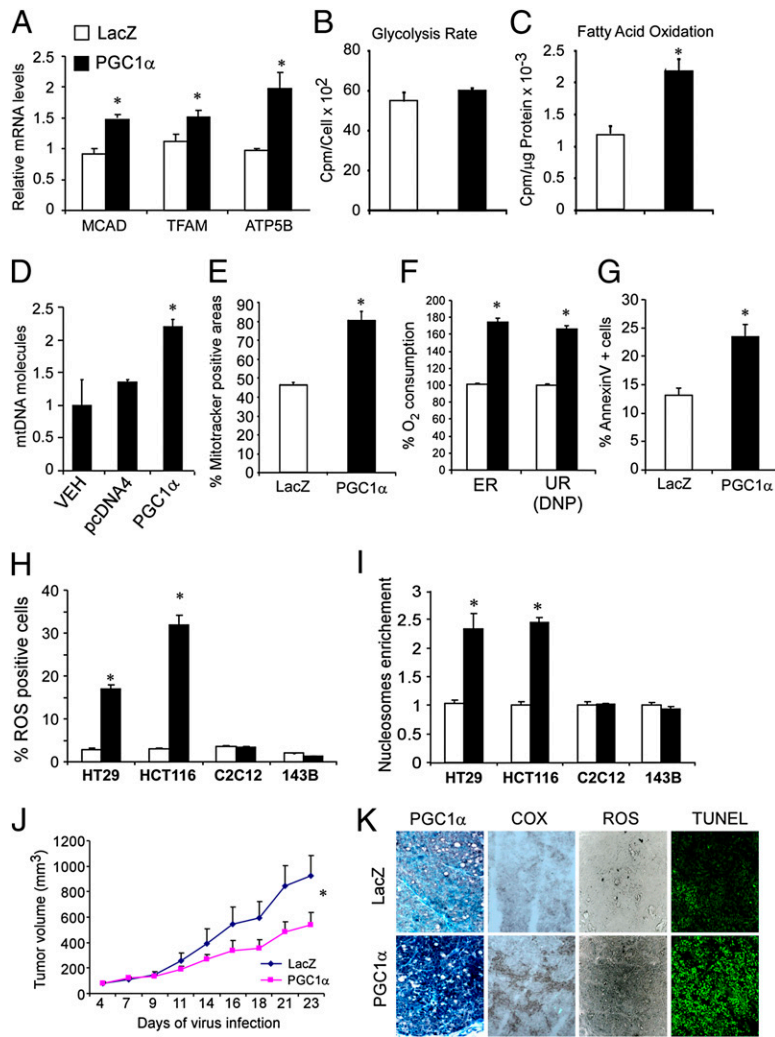 A
LacZ
PGC1α
Relative mRNA levels
2.5
2
1.5
1
0.5
0
*
*
*
MCAD
TFAM
ATP5B
B
Glycolysis Rate
Cpm/Cell x 10²
80
60
40
20
0
C
Fatty Acid Oxidation
Cpm/µg Protein x 10⁻³
2.5
2
1.5
1
0.5
0
*
D
mtDNA molecules
2.5
2
1.5
1
0.5
0
*
VEH
pcDNA4
PGC1α
E
% Mitotracker positive areas
100
90
80
70
60
50
40
30
20
10
0
*
LacZ
PGC1α
F
% O₂ consumption
200
180
160
140
120
100
80
60
40
20
0
*
*
ER
UR
(DNP)
G
% AnnexinV + cells
30
25
20
15
10
5
0
*
LacZ
PGC1α
H
% ROS positive cells
40
30
20
10
0
*
*
HT29
HCT116
C2C12
143B
I
Nucleosomes enrichement
3
2.5
2
1.5
1
0.5
0
*
*
HT29
HCT116
C2C12
143B
J
Tumor volume (mm³)
1200
1000
800
600
400
200
0
*
LacZ
PGC1α
4 7 9 11 14 16 18 21 23
Days of virus infection
K
PGC1α COX ROS TUNEL
LacZ
PGC1α